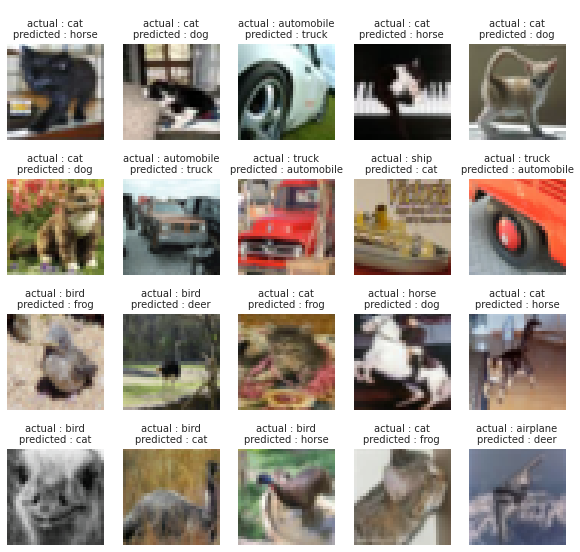 actual : cat
predicted : horse
actual : cat
predicted : dog
actual : automobile
predicted : truck
actual : cat
predicted : horse
actual : cat
predicted : dog
actual : cat
predicted : dog
actual : automobile
predicted : truck
actual : truck
predicted : automobile
actual : ship
predicted : cat
actual : truck
predicted : automobile
Victoria
actual : bird
predicted : frog
actual : bird
predicted : deer
actual : cat
predicted : frog
actual : horse
predicted : dog
actual : cat
predicted : horse
actual : bird
predicted : cat
actual : bird
predicted : cat
actual : bird
predicted : horse
actual : cat
predicted : frog
actual : airplane
predicted : deer